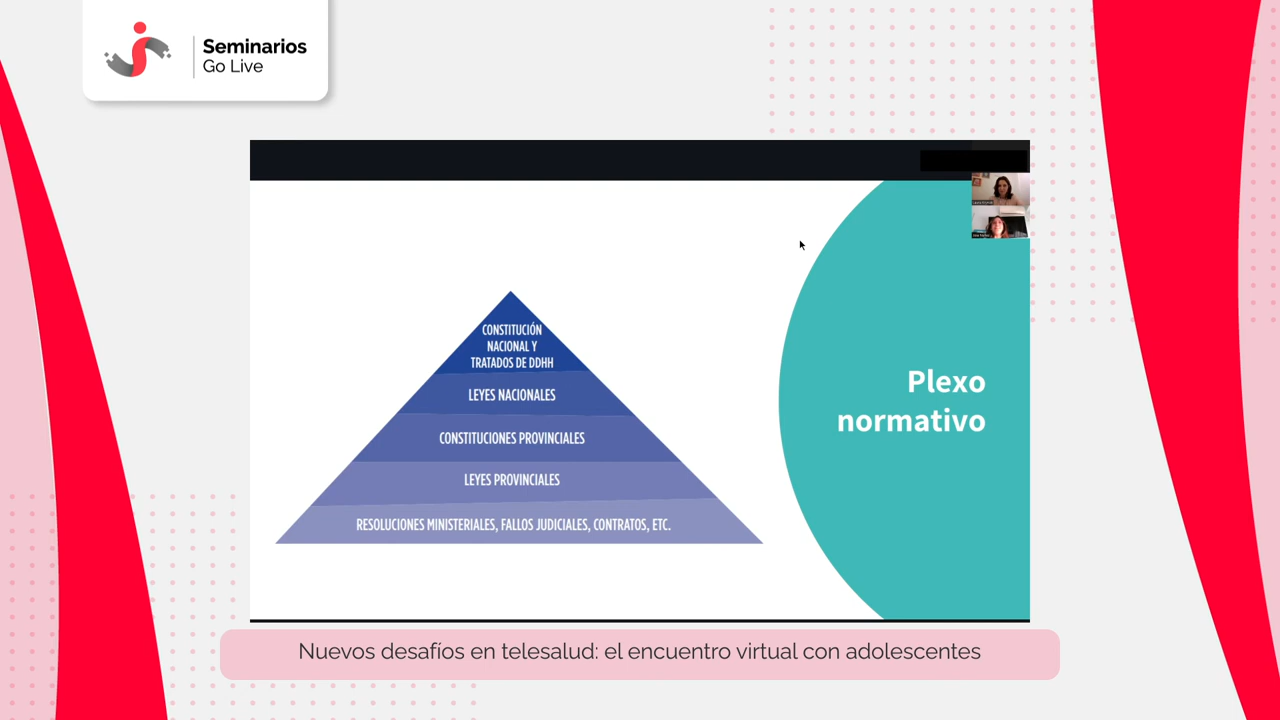 Seminarios
Go Live
CONSTITUCIÓN
NACIONAL Y
TRATADOS DE DDHH
LEYES NACIONALES
CONSTITUCIONES PROVINCIALES
LEYES PROVINCIALES
RESOLUCIONES MINISTERIALES, FALLOS JUDICIALES, CONTRATOS, ETC.
Plexo
normativo
Nuevos desafíos en telesalud: el encuentro virtual con adolescentes